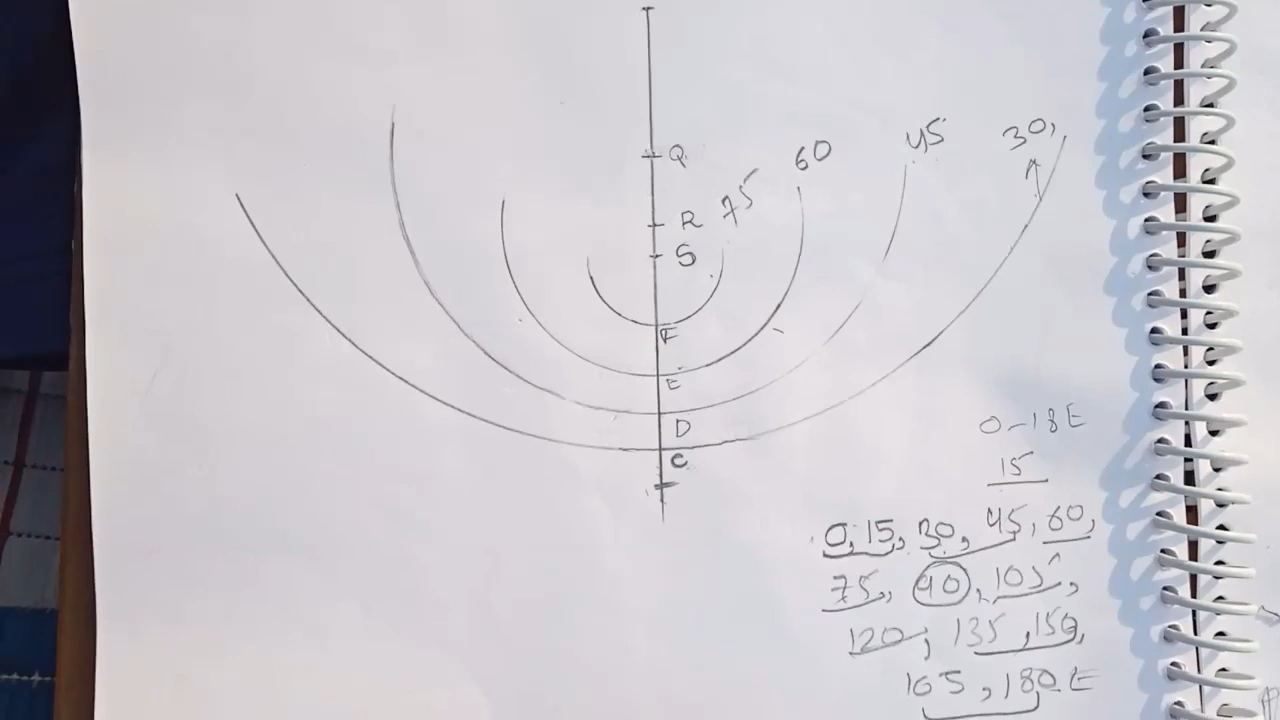 Q
R 75
60
45
30,
S
F
E
D
C
0-18E
15
0, 15, 30, 45, 60,
75, 90, 105,
120, 135, 150,
165, 180E